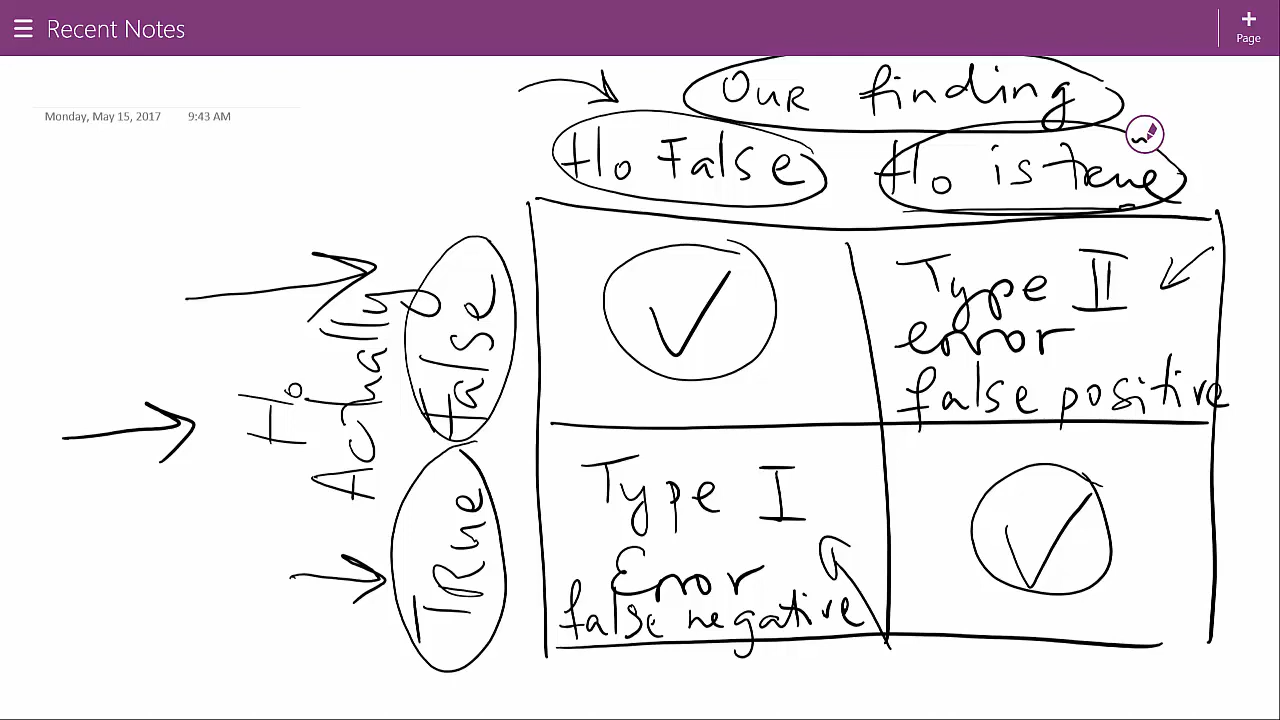 Recent Notes
+
Page
Monday, May 15, 2017 9:43 AM
Our finding
Ho False
Ho is true
Ho
Actually
False
TRue
Type II
error
false positive
Type I
Error
false negative